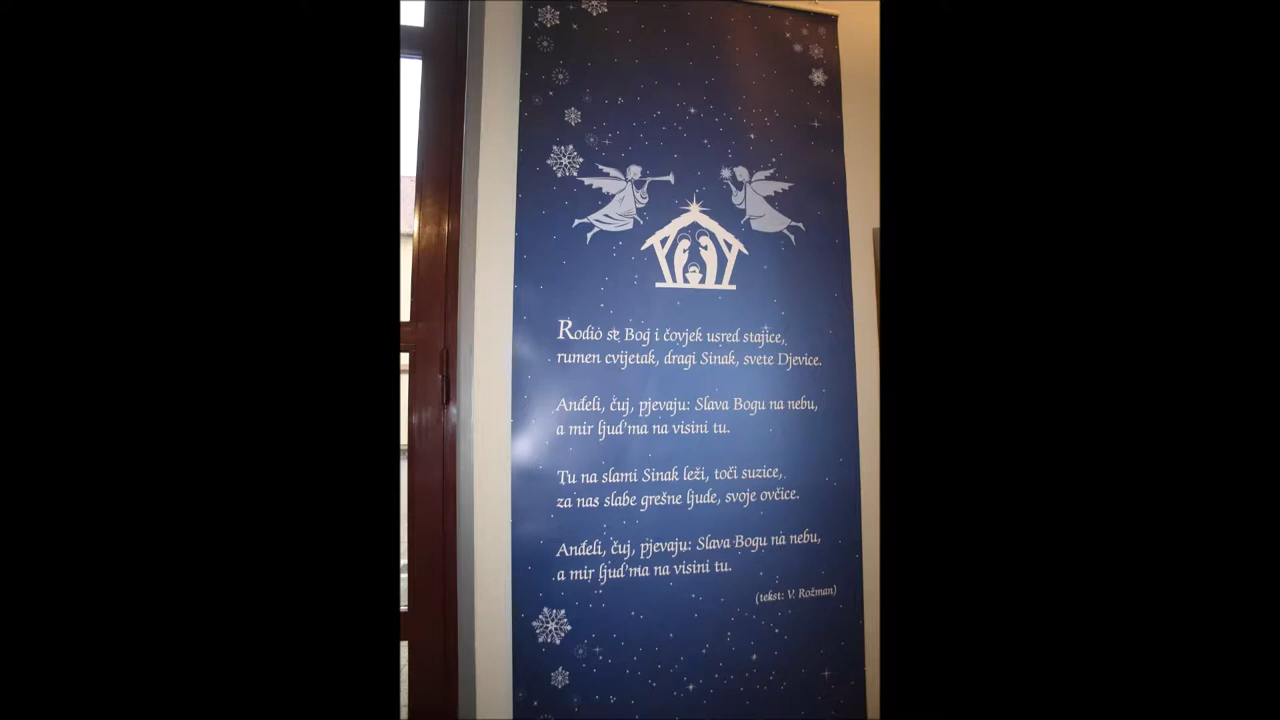 Rodio se Bog i čovjek usred stajice,
rumen cvijetak, dragi Sinak, svete Djevice.
Anđeli, čuj, pjevaju: Slava Bogu na nebu,
a mir ljud'ma na visini tu.
Tu na slami Sinak leži, toči suzice,
za nas slabe grešne ljude, svoje ovčice.
Anđeli, čuj, pjevaju: Slava Bogu na nebu,
a mir ljud'ma na visini tu.
(tekst: V. Rožman)